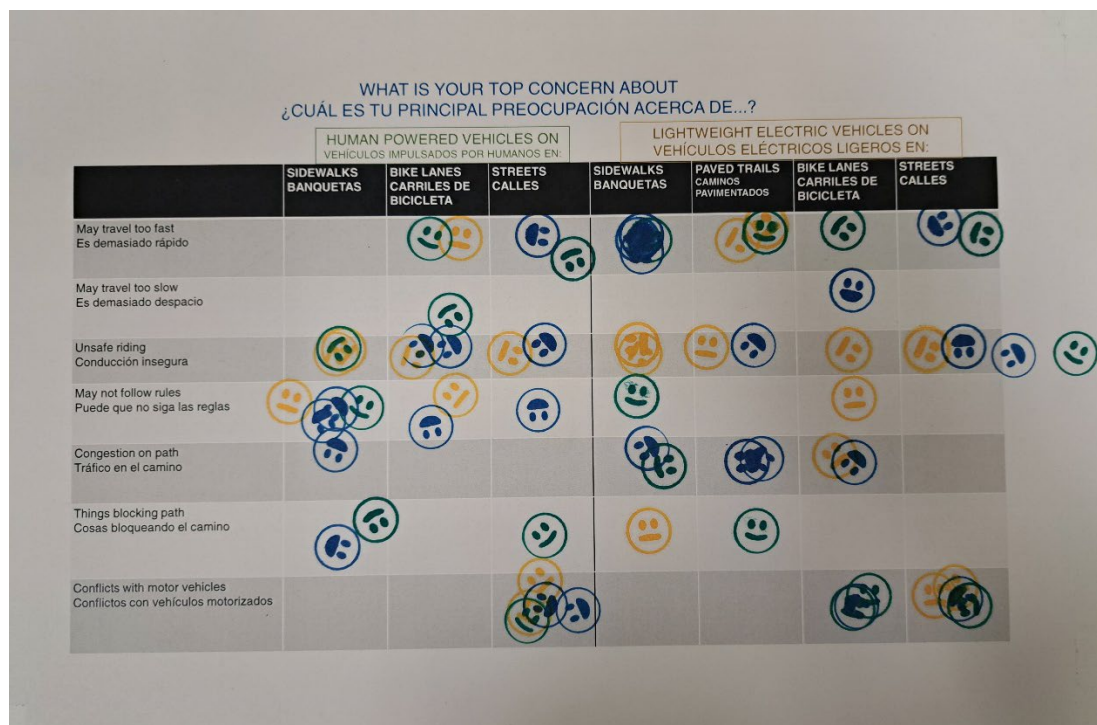 WHAT IS YOUR TOP CONCERN ABOUT
¿CUÁL ES TU PRINCIPAL PREOCUPACIÓN ACERCA DE...?
HUMAN POWERED VEHICLES ON
VEHÍCULOS IMPULSADOS POR HUMANOS EN:
LIGHTWEIGHT ELECTRIC VEHICLES ON
VEHÍCULOS ELÉCTRICOS LIGEROS EN:
SIDEWALKS
BANQUETAS
BIKE LANES
CARRILES DE
BICICLETA
STREETS
CALLES
SIDEWALKS
BANQUETAS
PAVED TRAILS
CAMINOS
PAVIMENTADOS
BIKE LANES
CARRILES DE
BICICLETA
STREETS
CALLES
May travel too fast
Es demasiado rápido
May travel too slow
Es demasiado despacio
Unsafe riding
Conducción insegura
May not follow rules
Puede que no siga las reglas
Congestion on path
Tráfico en el camino
Things blocking path
Cosas bloqueando el camino
Conflicts with motor vehicles
Conflictos con vehículos motorizados